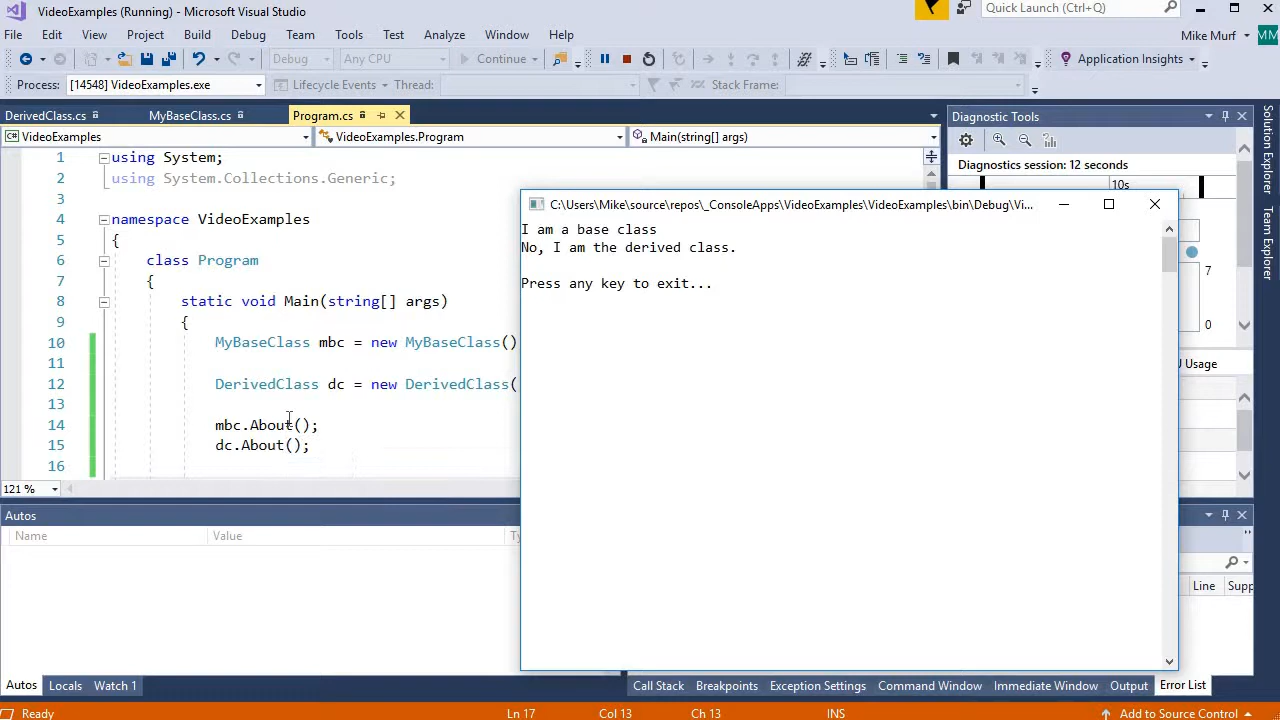 VideoExamples (Running) - Microsoft Visual Studio
Quick Launch (Ctrl+Q)
File Edit View Project Build Debug Team Tools Test Analyze Window Help
Mike Murf MM
Debug Any CPU Continue Application Insights
Process: [14548] VideoExamples.exe Lifecycle Events Thread: Stack Frame:
DerivedClass.cs MyBaseClass.cs Program.cs
Diagnostic Tools
VideoExamples VideoExamples.Program Main(string[] args)
Diagnostics session: 12 seconds
10s
1 using System;
2 using System.Collections.Generic;
3
4 namespace VideoExamples
5 {
6 class Program
7 {
8 static void Main(string[] args)
9 {
10 MyBaseClass mbc = new MyBaseClass()
11
12 DerivedClass dc = new DerivedClass(
13
14 mbc.About();
15 dc.About();
16
121 %
C:\Users\Mike\source\repos\_ConsoleApps\VideoExamples\VideoExamples\bin\Debug\Vi...
I am a base class
No, I am the derived class.
Press any key to exit...
7
0
U Usage
Solution Explorer
Team Explorer
Autos
Name Value Ty
Line Supp
Autos Locals Watch 1
Call Stack Breakpoints Exception Settings Command Window Immediate Window Output Error List
Ready Ln 17 Col 13 Ch 13 INS Add to Source Control